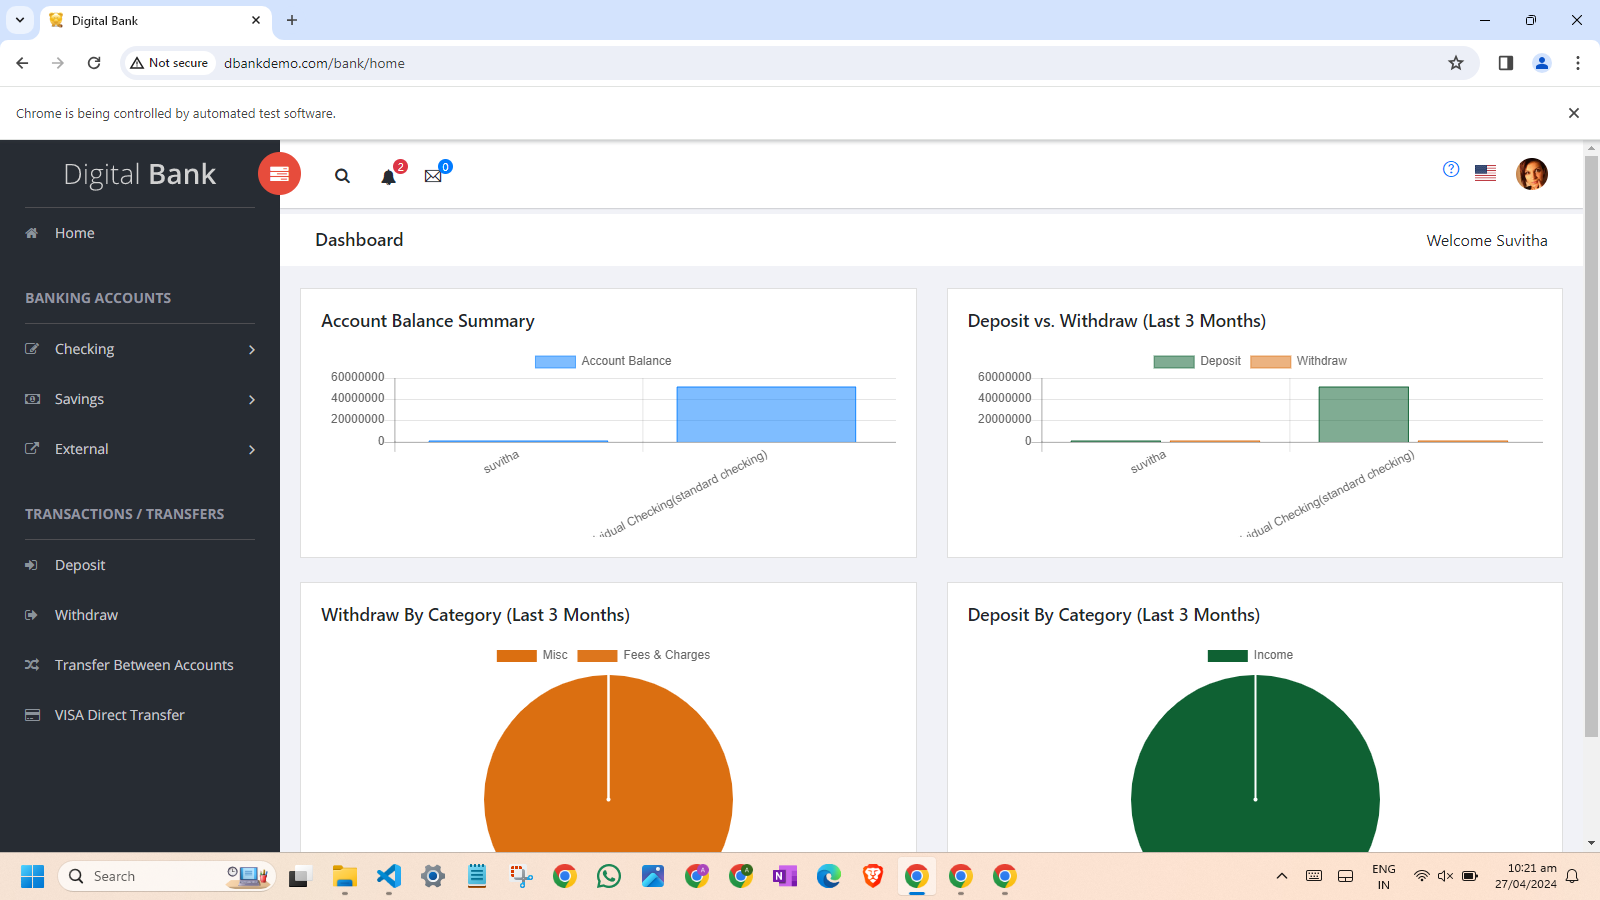 Digital Bank
Not secure
dbankdemo.com/bank/home
Chrome is being controlled by automated test software.
Digital Bank
2
0
Home
BANKING ACCOUNTS
Checking
Savings
External
TRANSACTIONS / TRANSFERS
Deposit
Withdraw
Transfer Between Accounts
VISA Direct Transfer
Dashboard
Welcome Suvitha
Account Balance Summary
Account Balance
60000000
40000000
20000000
0
suvitha
vidual Checking(standard checking)
Deposit vs. Withdraw (Last 3 Months)
Deposit
Withdraw
60000000
40000000
20000000
0
suvitha
vidual Checking(standard checking)
Withdraw By Category (Last 3 Months)
Misc
Fees & Charges
Deposit By Category (Last 3 Months)
Income
Search
ENG
IN
10:21 am
27/04/2024